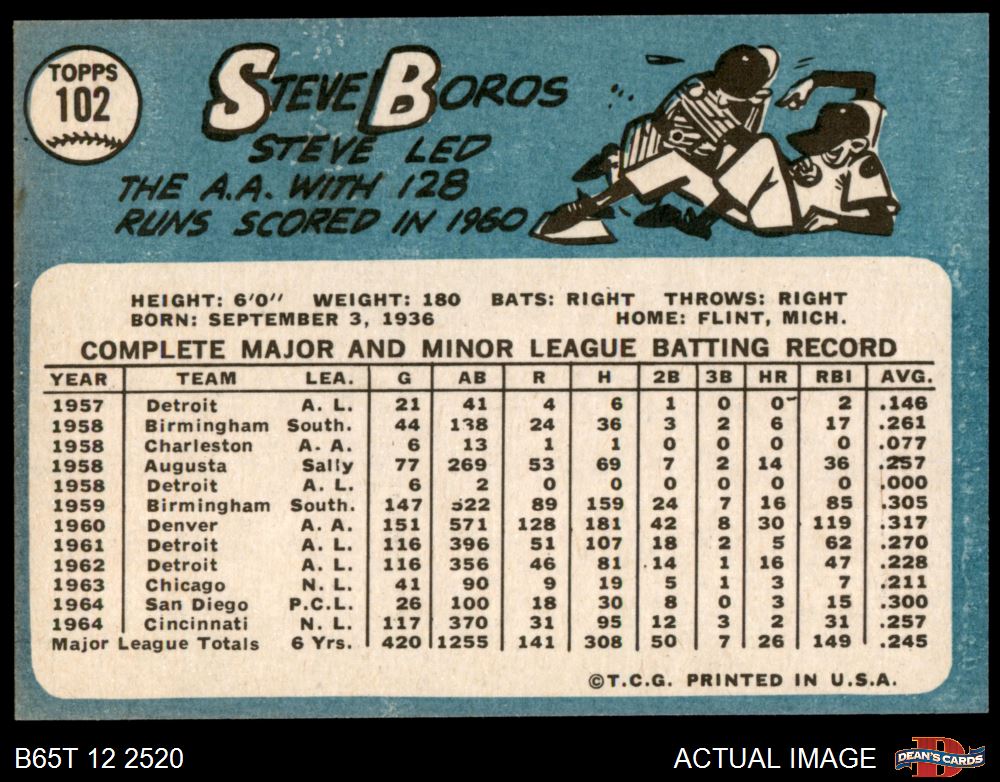 TOPPS
102
STEVE BOROS
STEVE LED
THE A.A. WITH 128
RUNS SCORED IN 1960
HEIGHT: 6'0" WEIGHT: 180 BATS: RIGHT THROWS: RIGHT
BORN: SEPTEMBER 3, 1936 HOME: FLINT, MICH.
COMPLETE MAJOR AND MINOR LEAGUE BATTING RECORD
YEAR TEAM LEA. G AB R H 2B 3B HR RBI AVG.
1957 Detroit A. L. 21 41 4 6 1 0 0 2 .146
1958 Birmingham South. 44 138 24 36 3 2 6 17 .261
1958 Charleston A. A. 6 13 1 1 0 0 0 0 .077
1958 Augusta Sally 77 269 53 69 7 2 14 36 .257
1958 Detroit A. L. 6 2 0 0 0 0 0 0 .000
1959 Birmingham South. 147 522 89 159 24 7 16 85 .305
1960 Denver A. A. 151 571 128 181 42 8 30 119 .317
1961 Detroit A. L. 116 396 51 107 18 2 5 62 .270
1962 Detroit A. L. 116 356 46 81 14 1 16 47 .228
1963 Chicago N. L. 41 90 9 19 5 1 3 7 .211
1964 San Diego P.C.L. 26 100 18 30 8 0 3 15 .300
1964 Cincinnati N. L. 117 370 31 95 12 3 2 31 .257
Major League Totals 6 Yrs. 420 1255 141 308 50 7 26 149 .245
©T.C.G. PRINTED IN U.S.A.
B65T 12 2520 ACTUAL IMAGE
D
DEAN'S CARDS